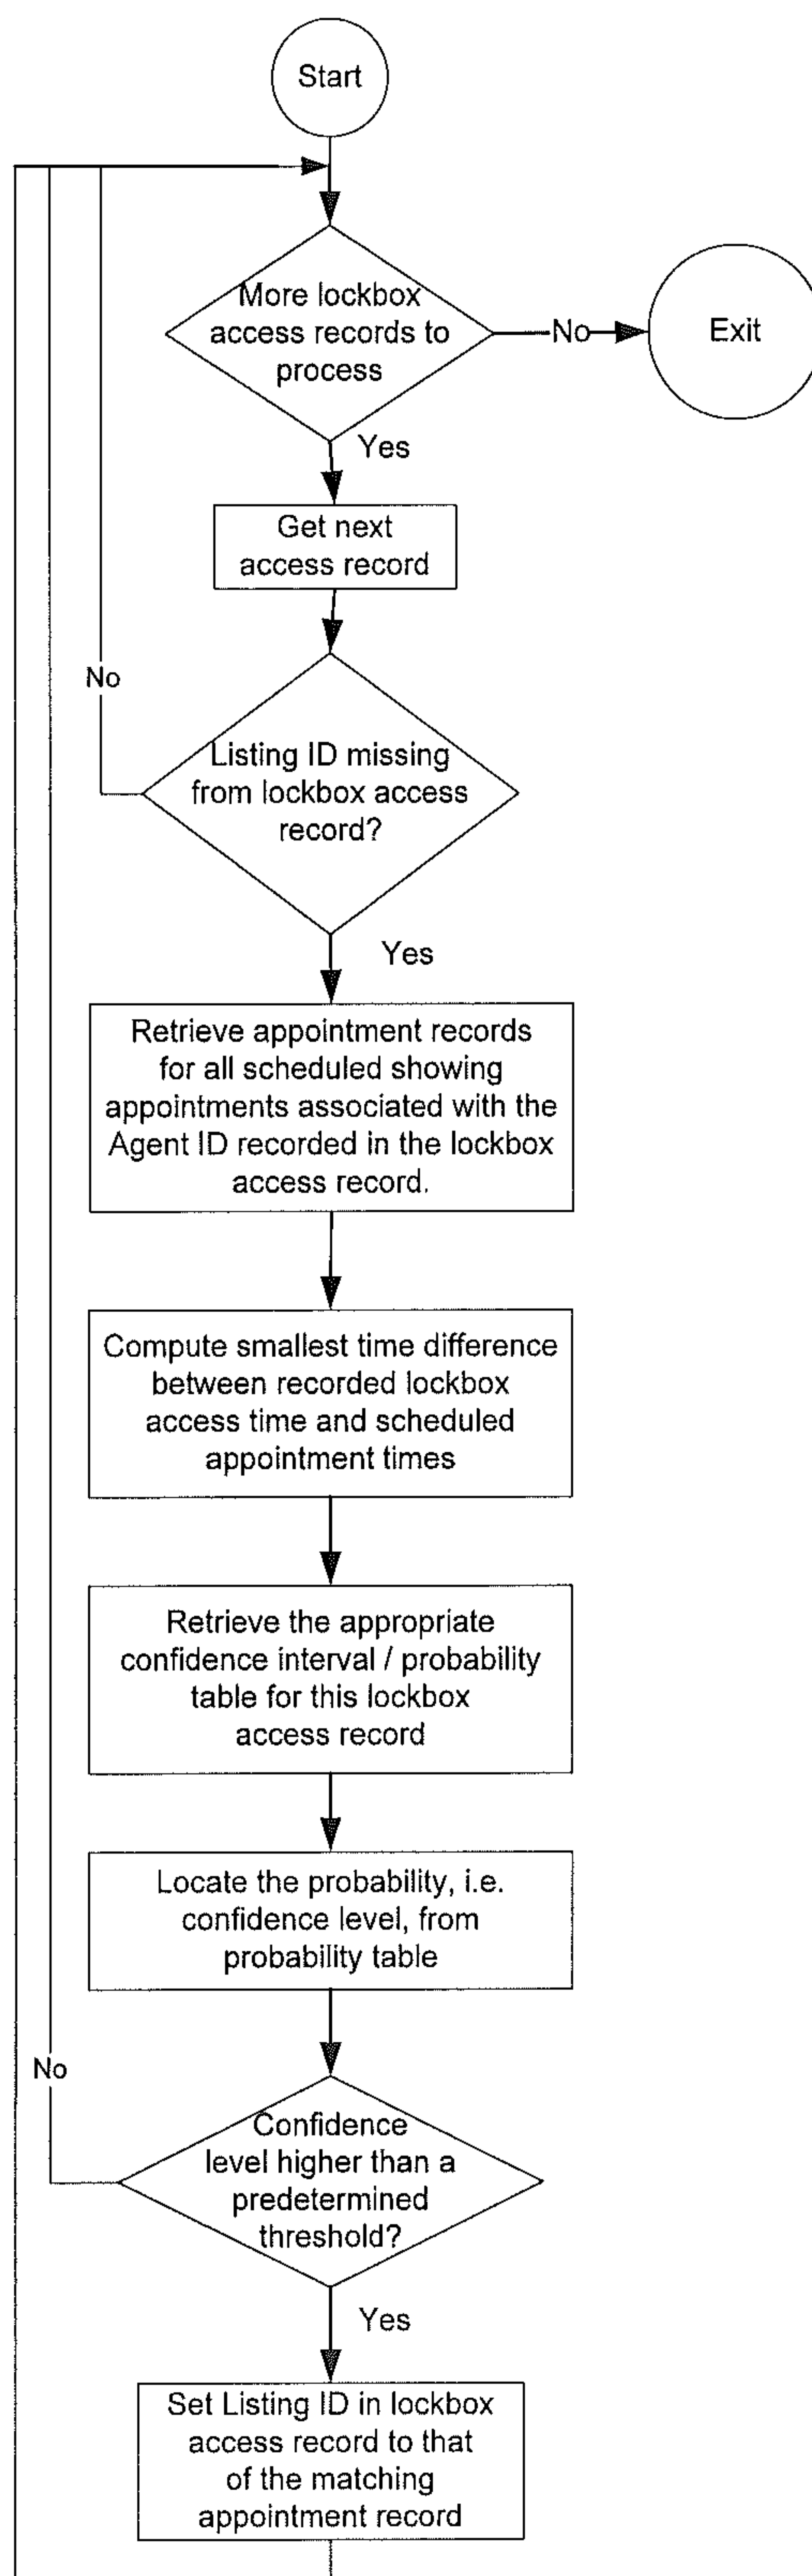 Start
More lockbox
access records to
process
No
Exit
Yes
Get next
access record
No
Listing ID missing
from lockbox access
record?
Yes
Retrieve appointment records
for all scheduled showing
appointments associated with the
Agent ID recorded in the lockbox
access record.
Compute smallest time difference
between recorded lockbox
access time and scheduled
appointment times
Retrieve the appropriate
confidence interval / probability
table for this lockbox
access record
Locate the probability, i.e.
confidence level, from
probability table
No
Confidence
level higher than a
predetermined
threshold?
Yes
Set Listing ID in lockbox
access record to that
of the matching
appointment record